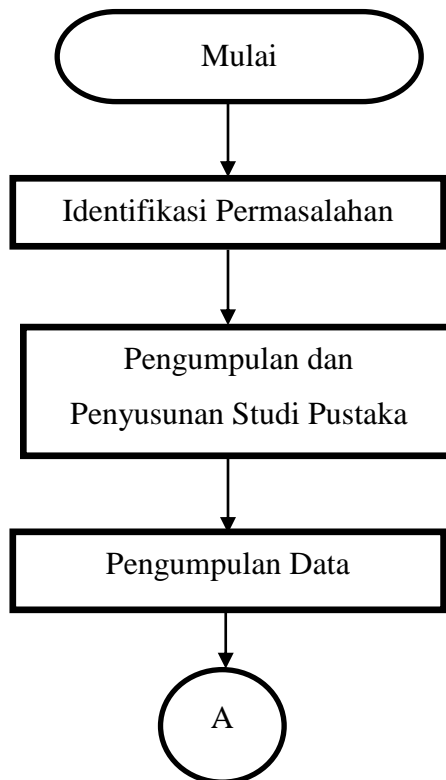 Mulai
Identifikasi Permasalahan
Pengumpulan dan
Penyusunan Studi Pustaka
Pengumpulan Data
A